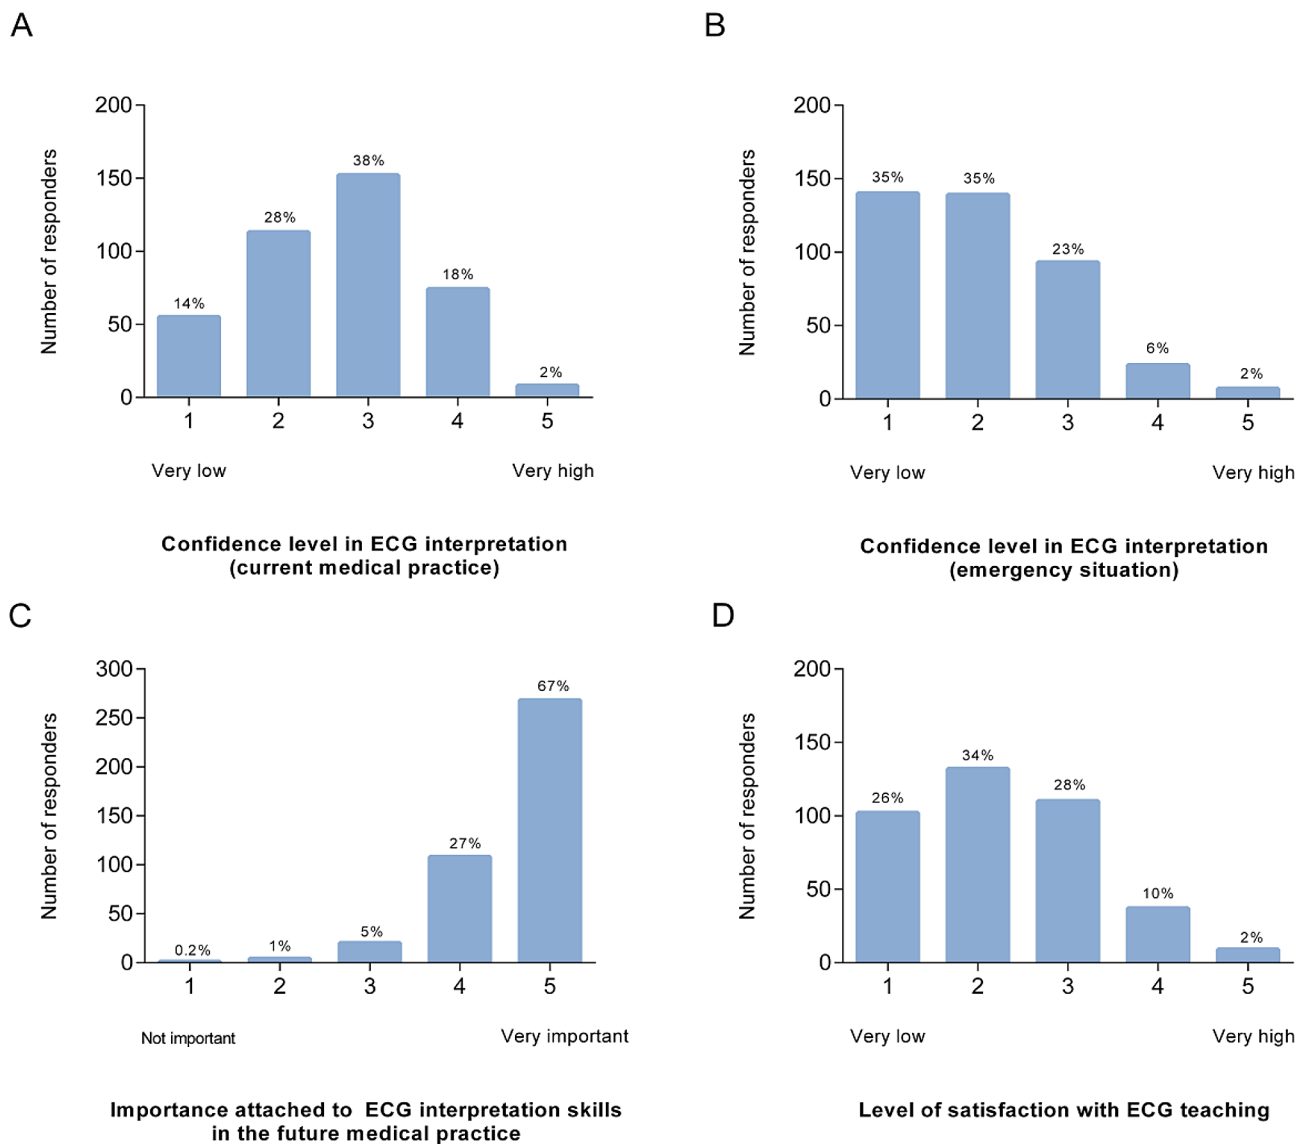 A
200
150
100
50
0
Number of responders
14%
28%
38%
18%
2%
1
2
3
4
5
Very low
Very high
Confidence level in ECG interpretation
(current medical practice)
B
200
150
100
50
0
Number of responders
35%
35%
23%
6%
2%
1
2
3
4
5
Very low
Very high
Confidence level in ECG interpretation
(emergency situation)
C
300
250
200
150
100
50
0
Number of responders
0.2%
1%
5%
27%
67%
1
2
3
4
5
Not important
Very important
Importance attached to ECG interpretation skills
in the future medical practice
D
200
150
100
50
0
Number of responders
26%
34%
28%
10%
2%
1
2
3
4
5
Very low
Very high
Level of satisfaction with ECG teaching